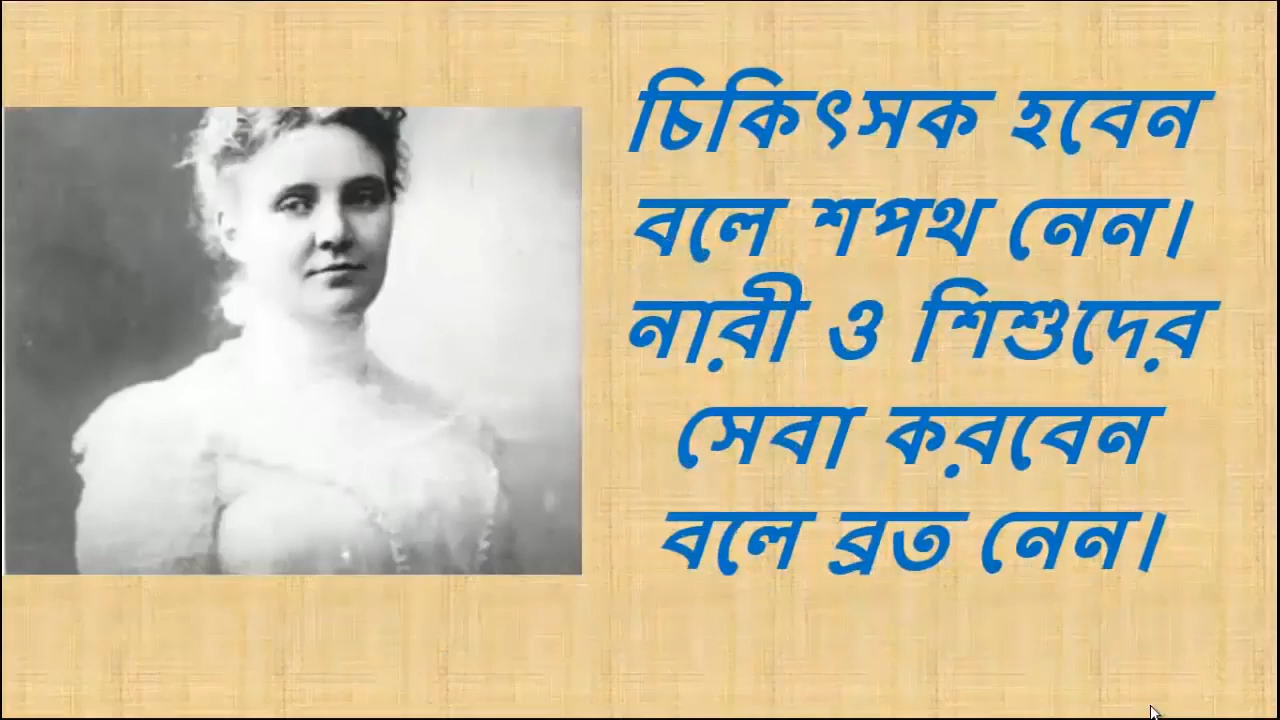 চিকিৎসক হবেন
বলে শপথ নেন।
নারী ও শিশুদের
সেবা করবেন
বলে ব্রত নেন।